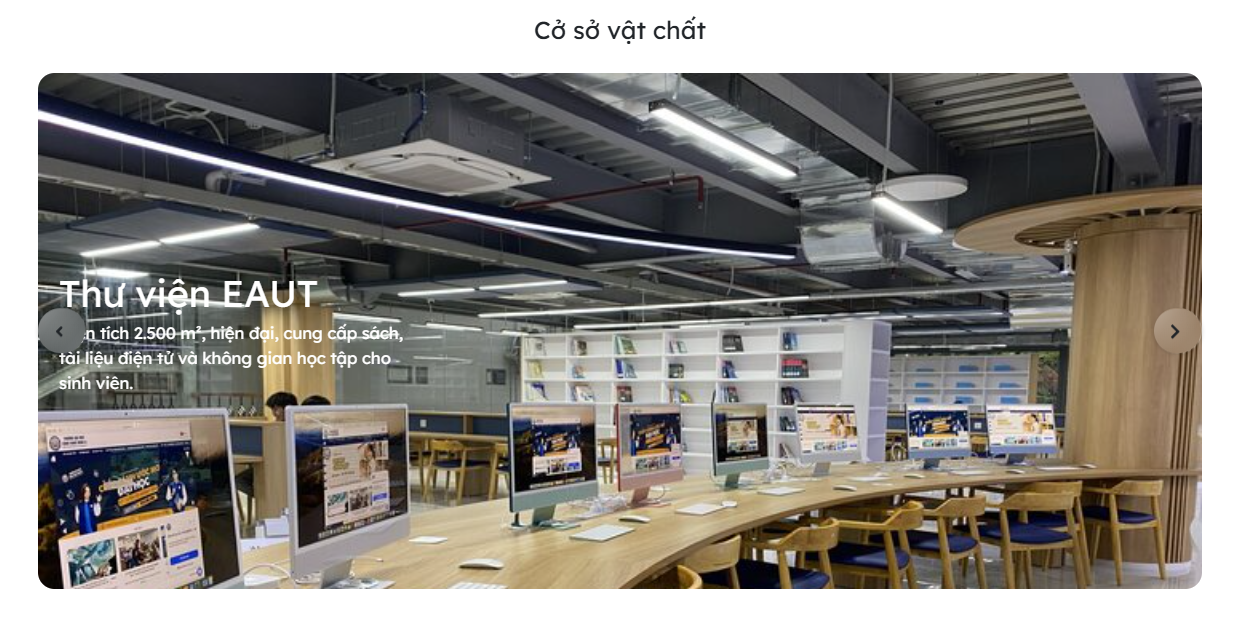 Cở sở vật chất
Thư viện EAUT
n tích 2.500 m², hiện đại, cung cấp sách,
tài liệu điện tử và không gian học tập cho
sinh viên.